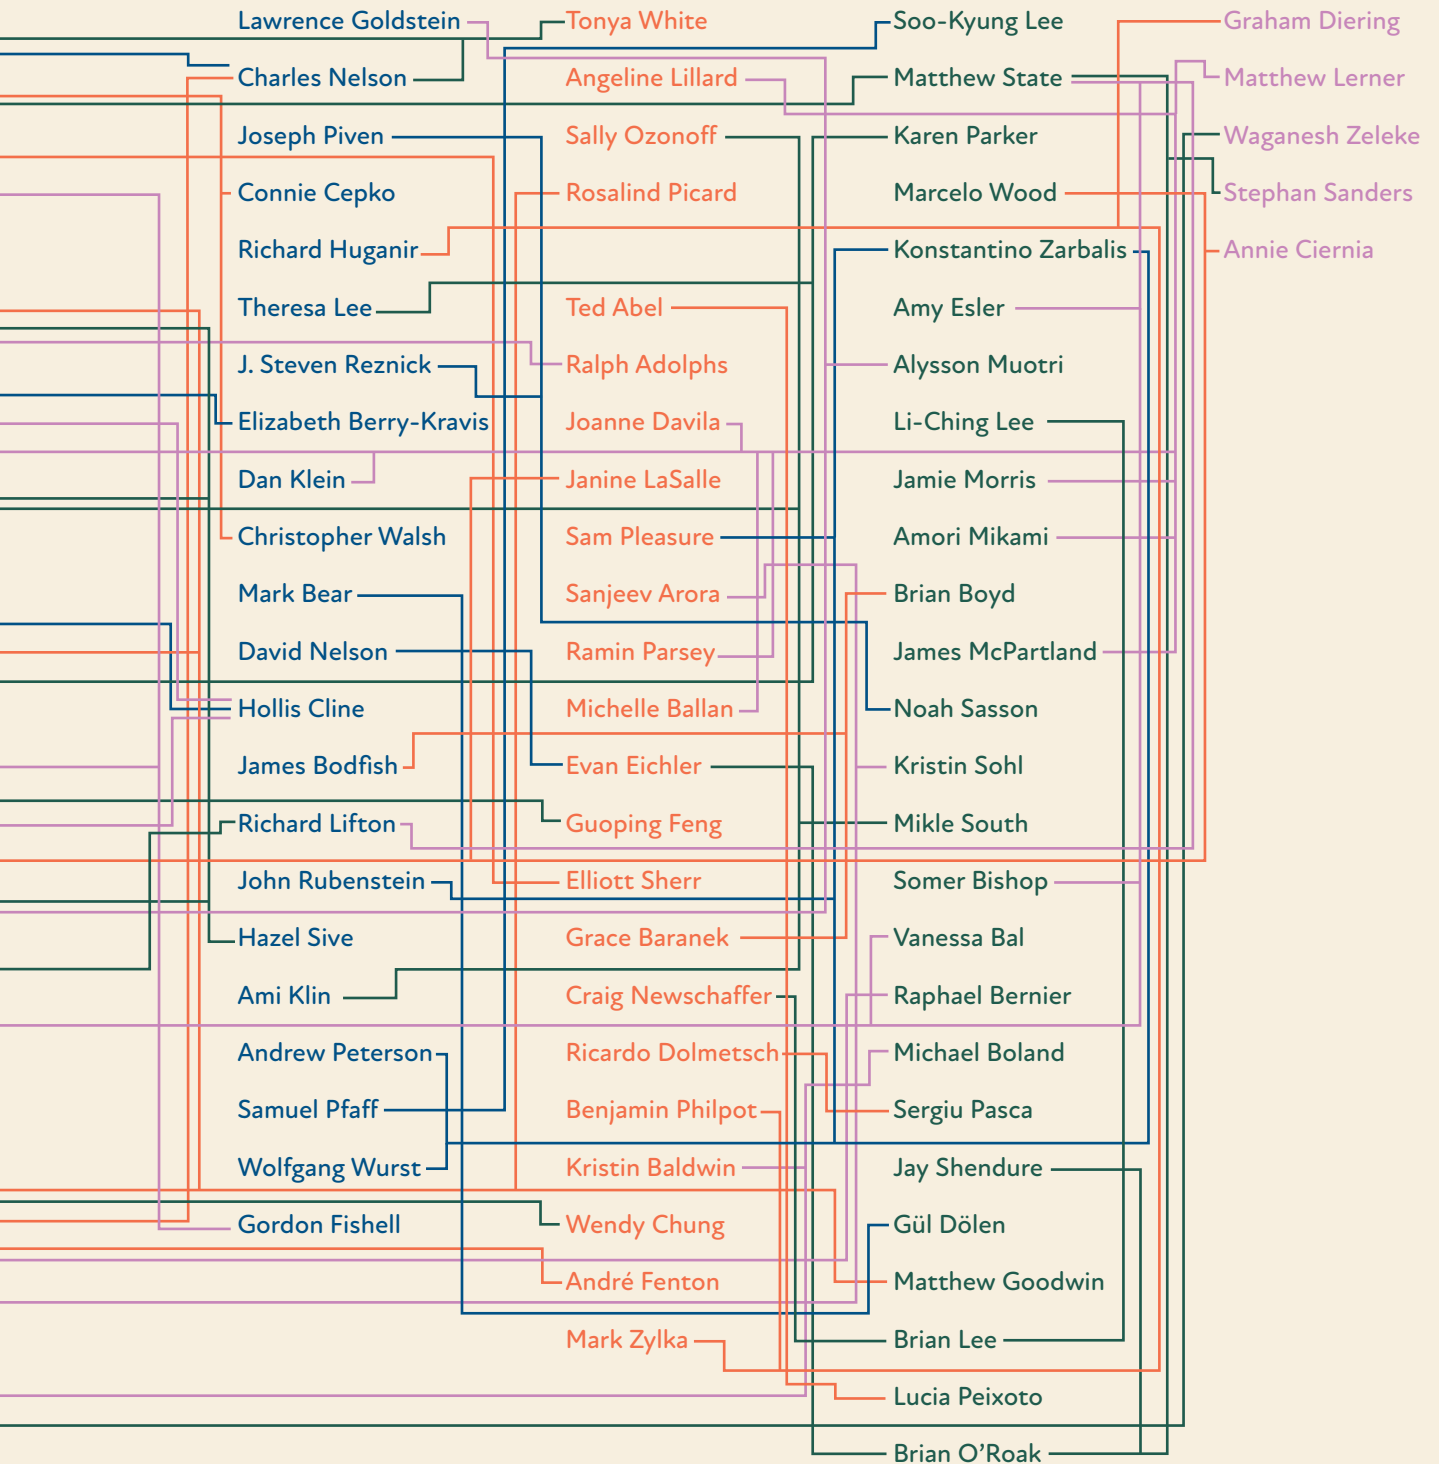 Lawrence Goldstein
Charles Nelson
Joseph Piven
Connie Cepko
Richard Huganir
Theresa Lee
J. Steven Reznick
Elizabeth Berry-Kravis
Dan Klein
Christopher Walsh
Mark Bear
David Nelson
Hollis Cline
James Bodfish
Richard Lifton
John Rubenstein
Hazel Sive
Ami Klin
Andrew Peterson
Samuel Pfaff
Wolfgang Wurst
Gordon Fishell
Tonya White
Angeline Lillard
Sally Ozonoff
Rosalind Picard
Ted Abel
Ralph Adolphs
Joanne Davila
Janine LaSalle
Sam Pleasure
Sanjeev Arora
Ramin Parsey
Michelle Ballan
Evan Eichler
Guoping Feng
Elliott Sherr
Grace Baranek
Craig Newschaffer
Ricardo Dolmetsch
Benjamin Philpot
Kristin Baldwin
Wendy Chung
André Fenton
Mark Zylka
Soo-Kyung Lee
Matthew State
Karen Parker
Marcelo Wood
Konstantino Zarbalis
Amy Esler
Alysson Muotri
Li-Ching Lee
Jamie Morris
Amori Mikami
Brian Boyd
James McPartland
Noah Sasson
Kristin Sohl
Mikle South
Somer Bishop
Vanessa Bal
Raphael Bernier
Michael Boland
Sergiu Pasca
Jay Shendure
Gül Dölen
Matthew Goodwin
Brian Lee
Lucia Peixoto
Brian O’Roak
Graham Diering
Matthew Lerner
Waganesh Zeleke
Stephan Sanders
Annie Ciernia